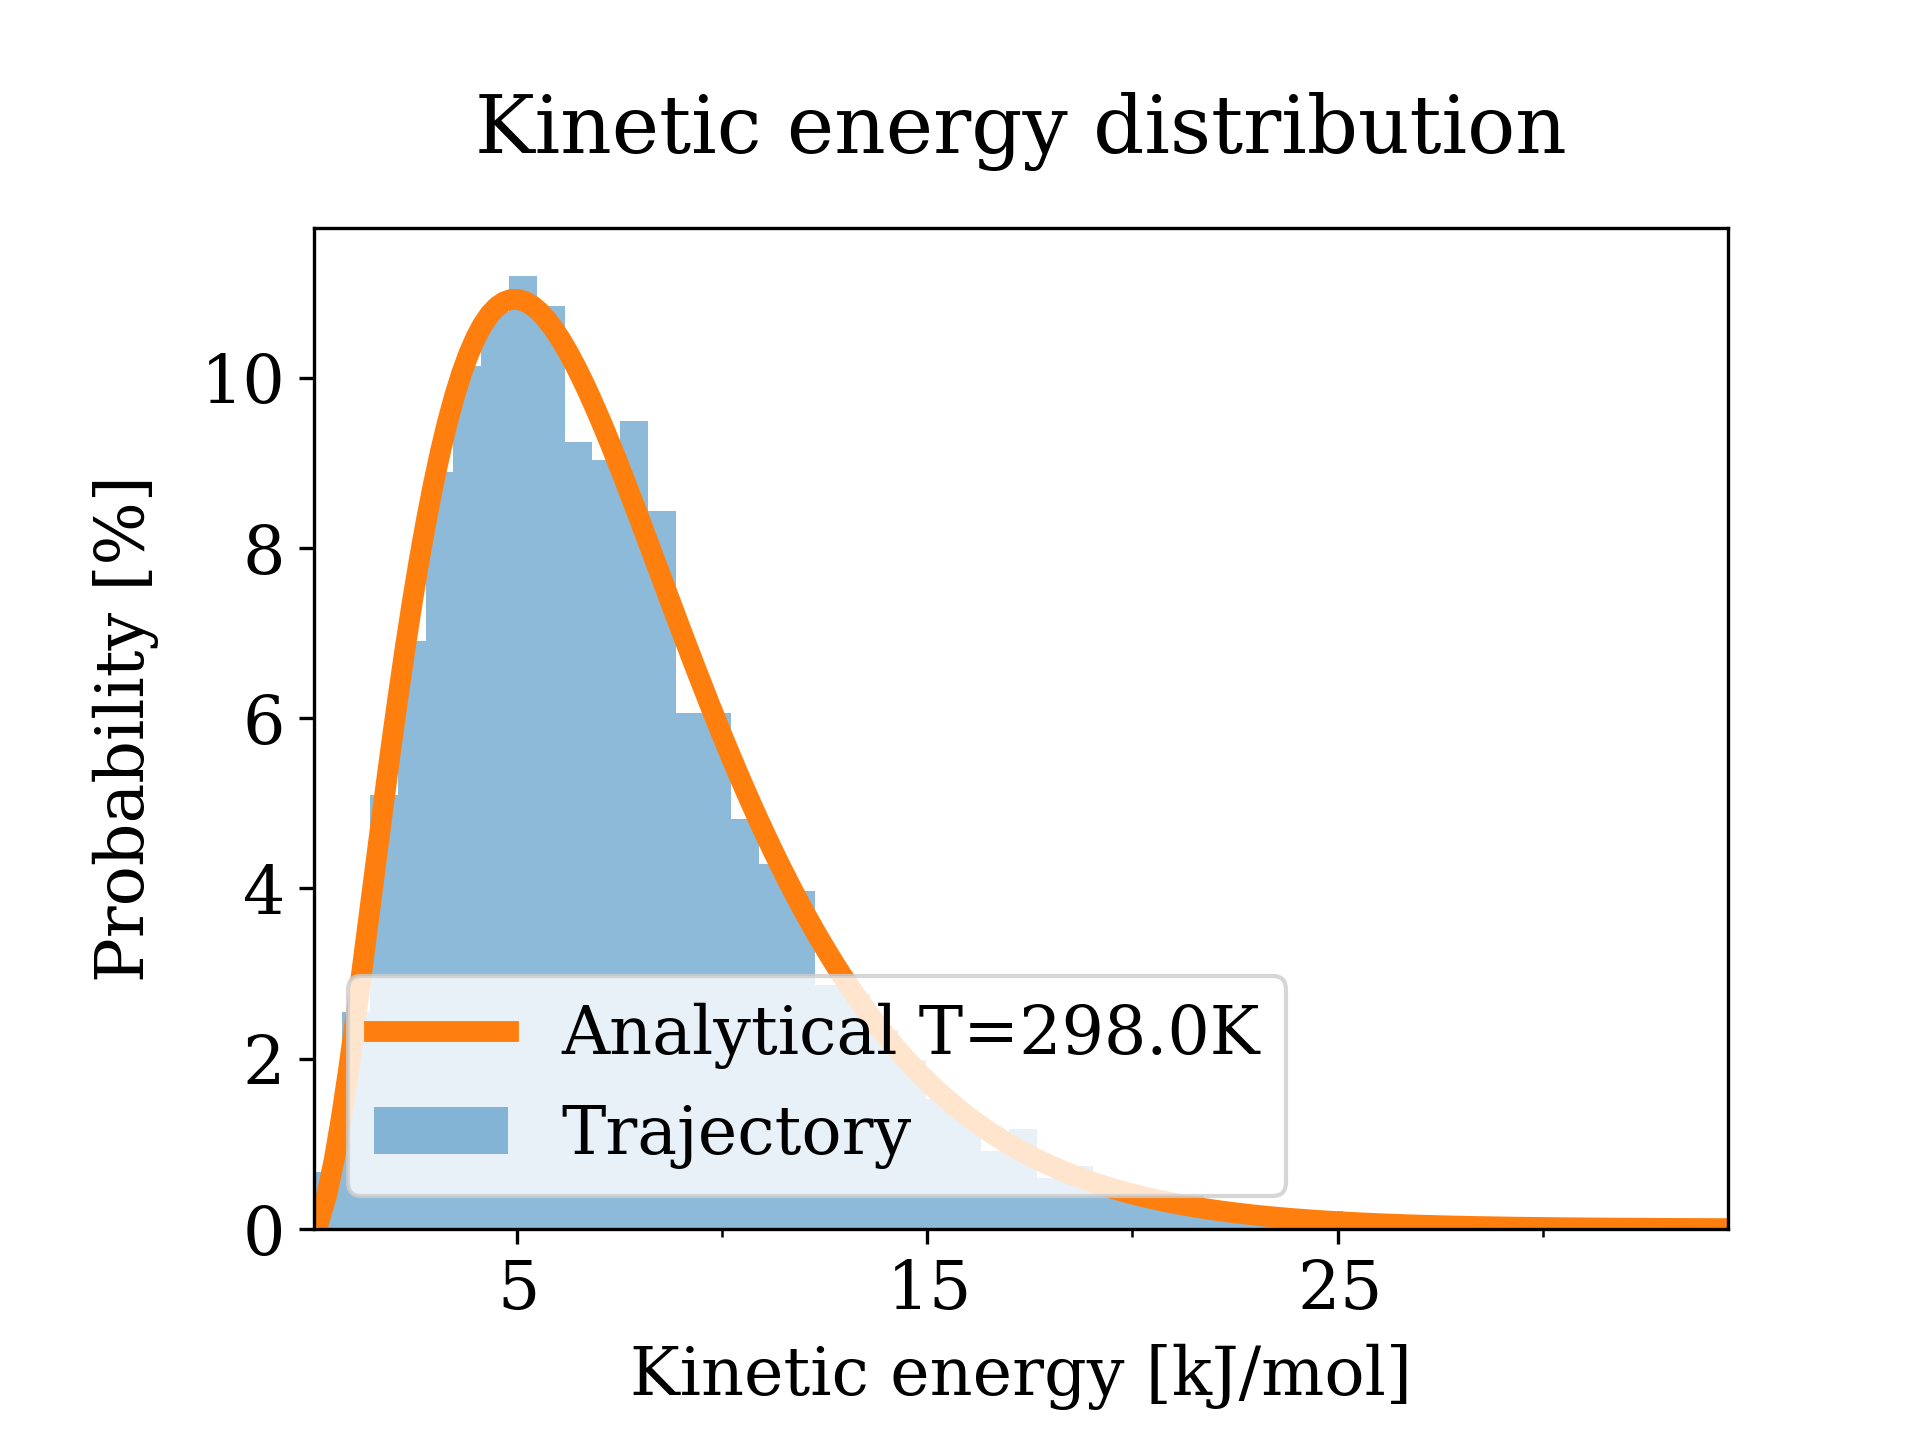 Kinetic energy distribution
Probability [%]
10
8
6
4
2
0
Analytical T=298.0K
Trajectory
5 15 25
Kinetic energy [kJ/mol]